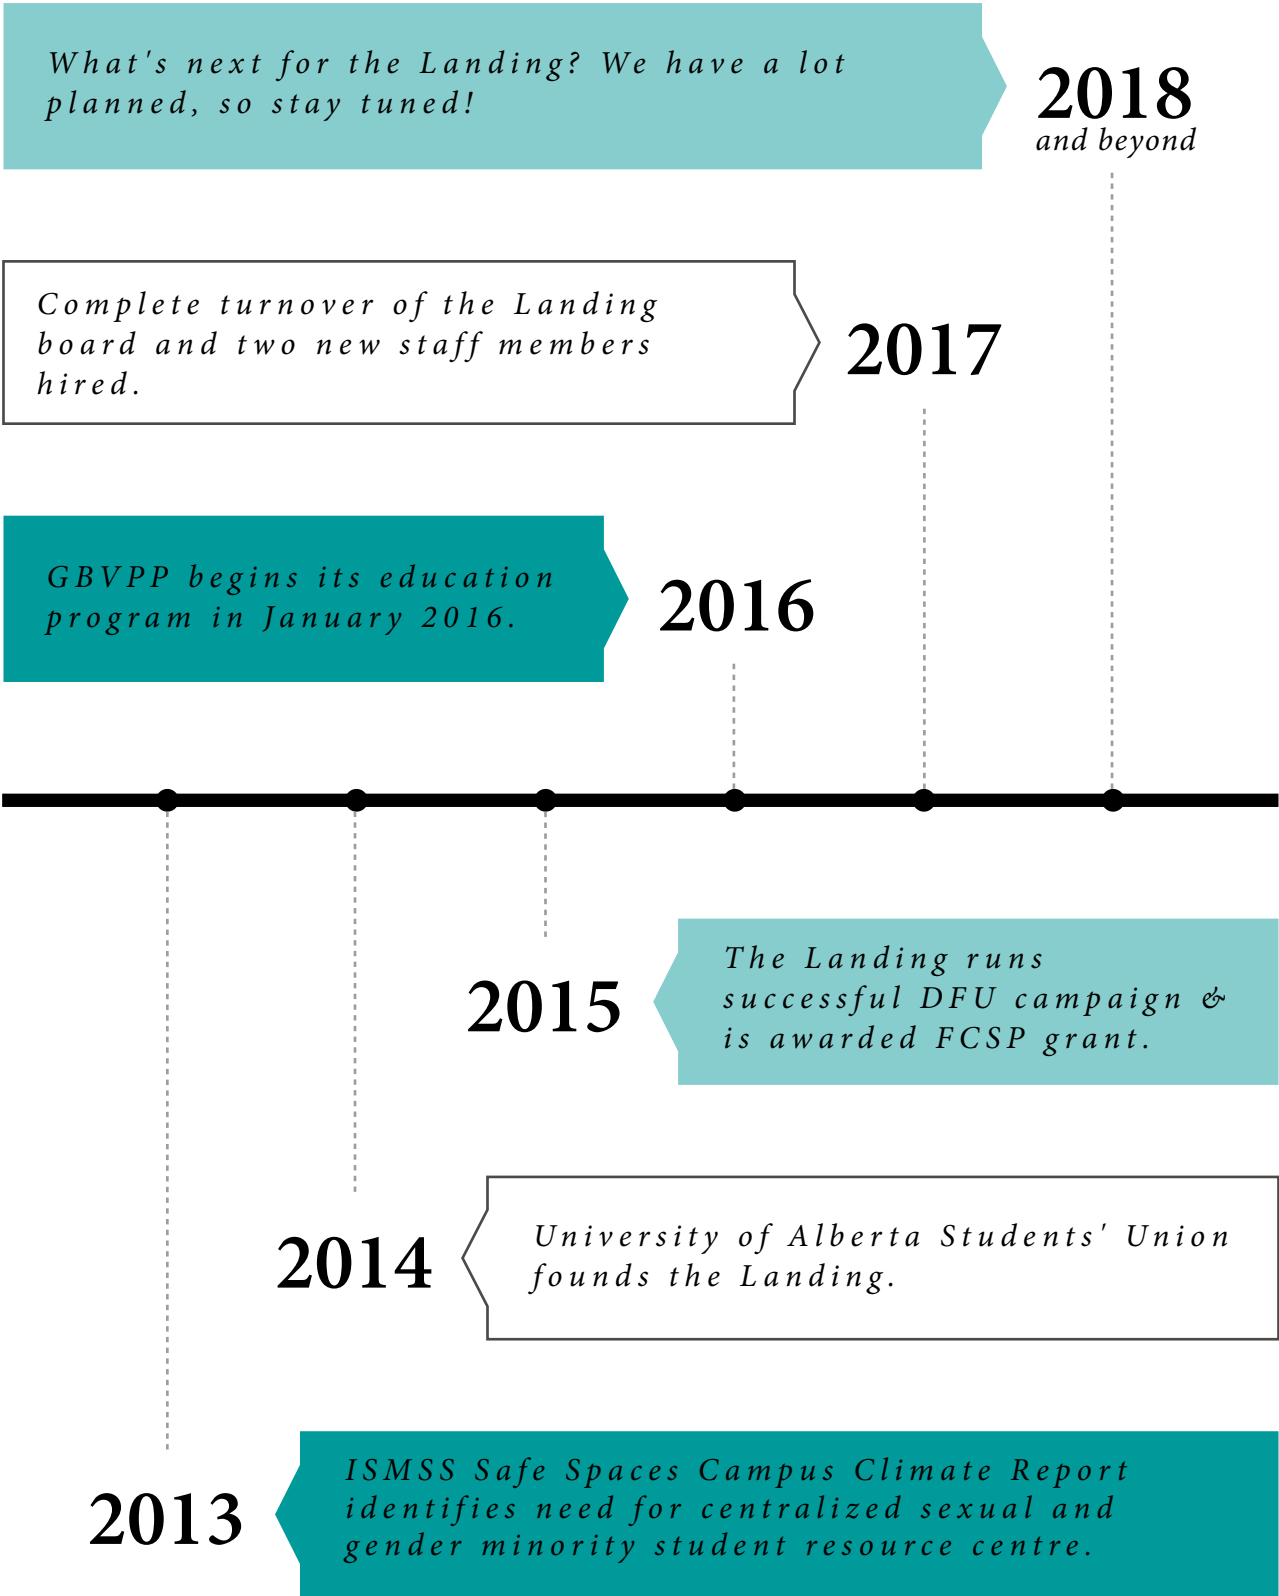 What's next for the Landing? We have a lot
planned, so stay tuned!
2018
and beyond
Complete turnover of the Landing
board and two new staff members
hired.
2017
GBVPP begins its education
program in January 2016.
2016
2015
The Landing runs
successful DFU campaign &
is awarded FCSP grant.
2014
University of Alberta Students' Union
founds the Landing.
2013
ISMSS Safe Spaces Campus Climate Report
identifies need for centralized sexual and
gender minority student resource centre.